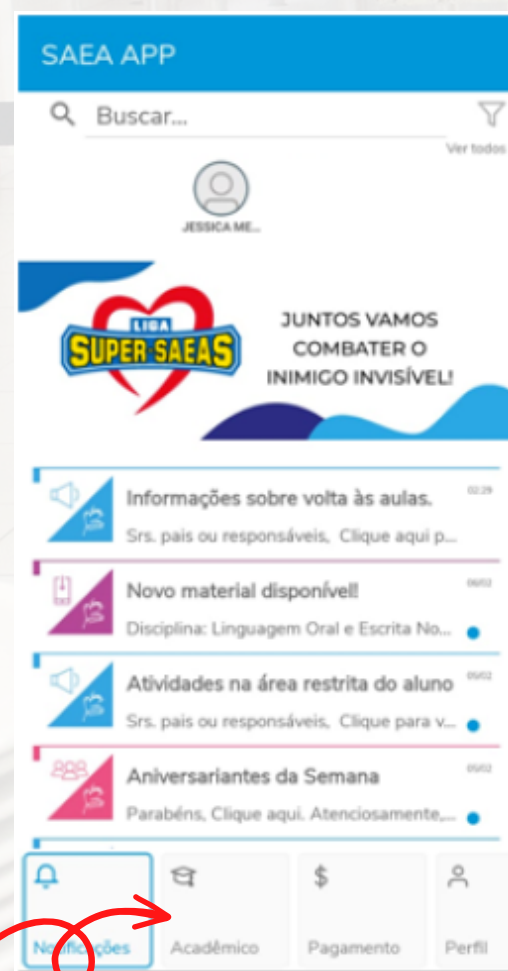 SAEA APP
Buscar...
Ver todos
JESSICA ME...
LIGA
SUPER-SAEAS
JUNTOS VAMOS
COMBATER O
INIMIGO INVISÍVEL!
Informações sobre volta às aulas.
02:29
Srs. pais ou responsáveis, Clique aqui p...
Novo material disponível!
06/02
Disciplina: Linguagem Oral e Escrita No...
Atividades na área restrita do aluno
05/02
Srs. pais ou responsáveis, Clique para v...
Aniversariantes da Semana
05/02
Parabéns, Clique aqui. Atenciosamente,...
$
Notificações
Acadêmico
Pagamento
Perfil